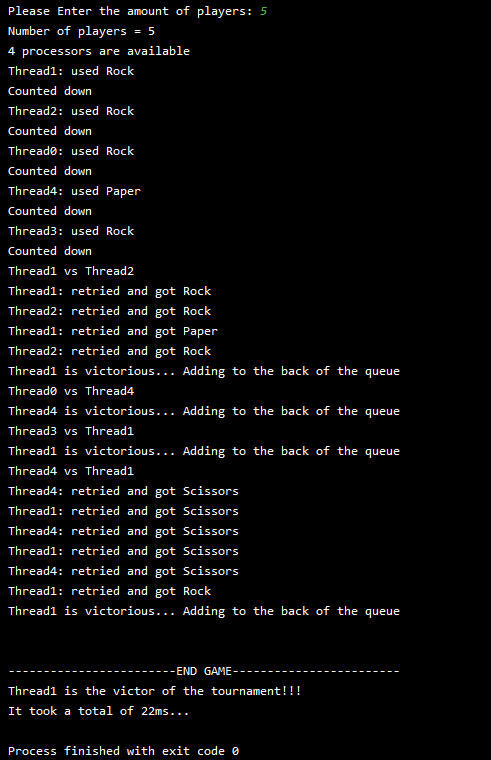 Please Enter the amount of players: 5
Number of players = 5
4 processors are available
Thread1: used Rock
Counted down
Thread2: used Rock
Counted down
Thread0: used Rock
Counted down
Thread4: used Paper
Counted down
Thread3: used Rock
Counted down
Thread1 vs Thread2
Thread1: retried and got Rock
Thread2: retried and got Rock
Thread1: retried and got Paper
Thread2: retried and got Rock
Thread1 is victorious... Adding to the back of the queue
Thread0 vs Thread4
Thread4 is victorious... Adding to the back of the queue
Thread3 vs Thread1
Thread1 is victorious... Adding to the back of the queue
Thread4 vs Thread1
Thread4: retried and got Scissors
Thread1: retried and got Scissors
Thread4: retried and got Scissors
Thread1: retried and got Scissors
Thread4: retried and got Scissors
Thread1: retried and got Rock
Thread1 is victorious... Adding to the back of the queue
------------------------END GAME------------------------
Thread1 is the victor of the tournament!!!
It took a total of 22ms...
Process finished with exit code 0